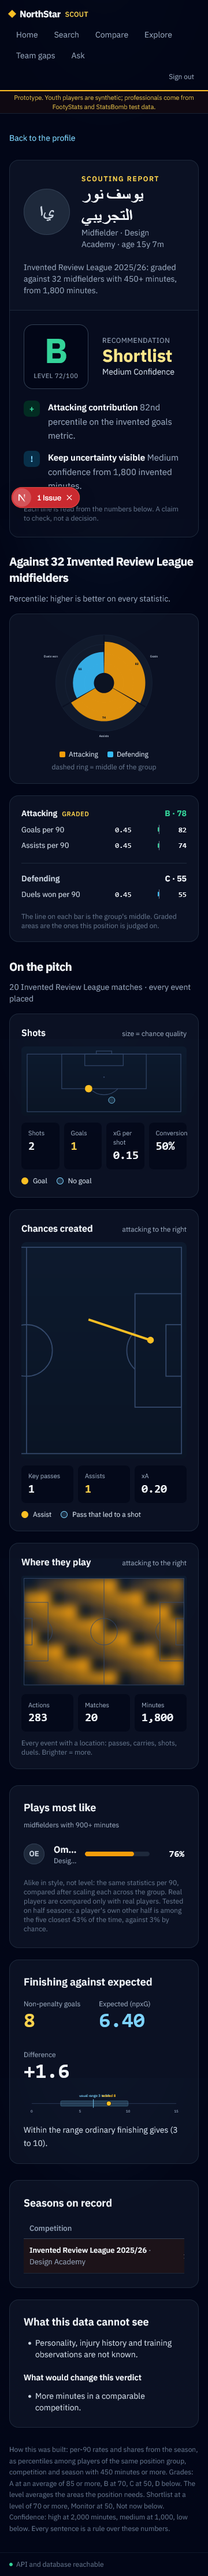 NorthStar SCOUT
Home Search Compare Explore
Team gaps Ask
Sign out
Prototype. Youth players are synthetic; professionals come from
FootyStats and StatsBomb test data.
Back to the profile
SCOUTING REPORT
يوسف نور
التجريبي
Midfielder · Design
Academy · age 15y 7m
Invented Review League 2025/26: graded
against 32 midfielders with 450+ minutes,
from 1,800 minutes.
B
LEVEL 72/100
RECOMMENDATION
Shortlist
Medium Confidence
+
Attacking contribution 82nd
percentile on the invented goals
metric.
!
Keep uncertainty visible Medium
confidence from 1,800 invented
minutes.
N 1 Issue ×
Each line is read from the numbers below. A claim
to check, not a decision.
Against 32 Invented Review League
midfielders
Percentile: higher is better on every statistic.
Attacking Defending
dashed ring = middle of the group
Attacking GRADED B · 78
Goals per 90 0.45 82
Assists per 90 0.45 74
Defending C · 55
Duels won per 90 0.45 55
The line on each bar is the group's middle. Graded
areas are the ones this position is judged on.
On the pitch
20 Invented Review League matches · every event
placed
Shots size = chance quality
Shots Goals xG per shot Conversion
2 1 0.15 50%
Goal No goal
Chances created attacking to the right
Key passes Assists xA
1 1 0.20
Assist Pass that led to a shot
Where they play attacking to the right
Actions Matches Minutes
283 20 1,800
Every event with a location: passes, carries, shots,
duels. Brighter = more.
Plays most like
midfielders with 900+ minutes
OE Om... 76%
Desig...
Alike in style, not level: the same statistics per 90,
compared after scaling each across the group. Real
players are compared only with real players. Tested
on half seasons: a player's own other half is among
the five closest 43% of the time, against 3% by
chance.
Finishing against expected
Non-penalty goals Expected (npxG)
8 6.40
Difference
+1.6
0 5 10 15
Within the range ordinary finishing gives (3
to 10).
Seasons on record
Competition
Invented Review League 2025/26 ·
Design Academy
What this data cannot see
• Personality, injury history and training
observations are not known.
What would change this verdict
• More minutes in a comparable
competition.
How this was built: per-90 rates and shares from the season,
as percentiles among players of the same position group,
competition and season with 450 minutes or more. Grades:
A at an average of 85 or more, B at 70, C at 50, D below. The
level averages the areas the position needs. Shortlist at a
level of 70 or more, Monitor at 50, Not now below.
Confidence: high at 2,000 minutes, medium at 1,000, low
below. Every sentence is a rule over these numbers.
API and database reachable